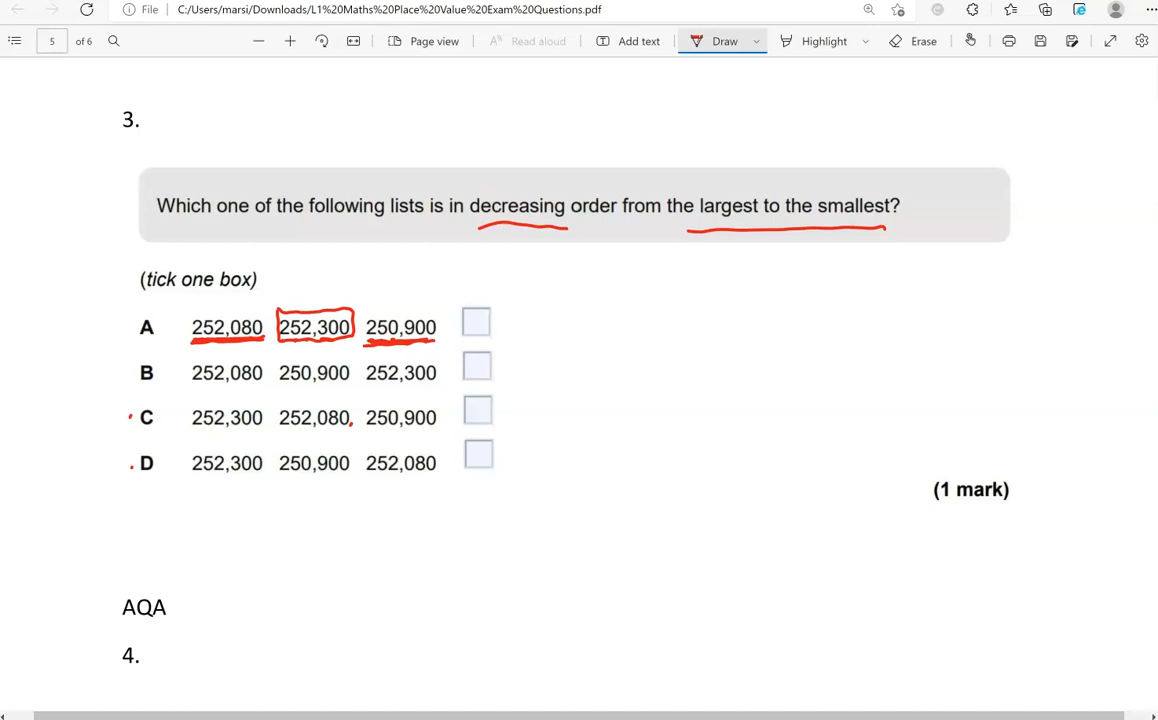 File C:/Users/marsi/Downloads/L1%20Maths%20Place%20Value%20Exam%20Questions.pdf
5 of 6 Page view Read aloud Add text Draw Highlight Erase
3.
Which one of the following lists is in decreasing order from the largest to the smallest?
(tick one box)
A 252,080 252,300 250,900
B 252,080 250,900 252,300
C 252,300 252,080 250,900
D 252,300 250,900 252,080
(1 mark)
AQA
4.